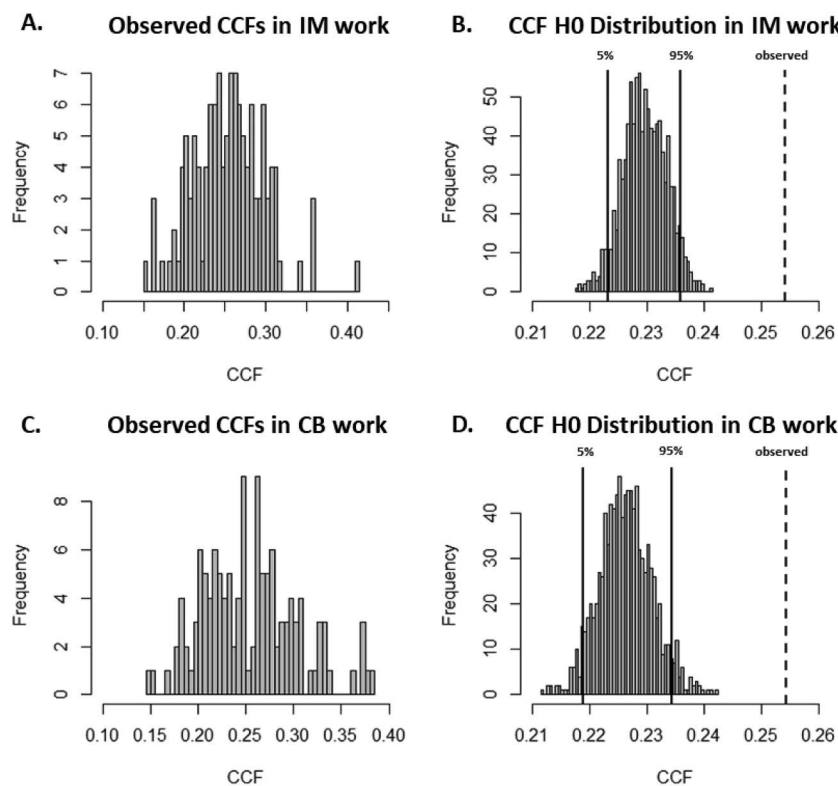 A. Observed CCFs in IM work
7
6
5
4
3
2
1
0
Frequency
0.10 0.20 0.30 0.40
CCF
B. CCF H0 Distribution in IM work
5% 95% observed
50
40
30
20
10
0
Frequency
0.21 0.22 0.23 0.24 0.25 0.26
CCF
C. Observed CCFs in CB work
8
6
4
2
0
Frequency
0.10 0.15 0.20 0.25 0.30 0.35 0.40
CCF
D. CCF H0 Distribution in CB work
5% 95% observed
40
30
20
10
0
Frequency
0.21 0.22 0.23 0.24 0.25 0.26
CCF